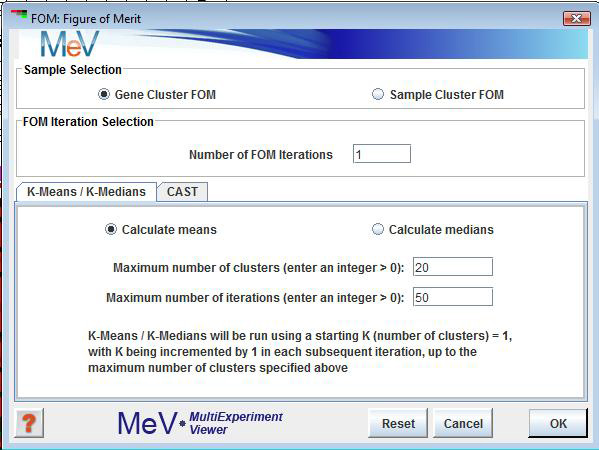 FOM: Figure of Merit
MeV
Sample Selection
Gene Cluster FOM
Sample Cluster FOM
FOM Iteration Selection
Number of FOM Iterations 1
K-Means / K-Medians CAST
Calculate means
Calculate medians
Maximum number of clusters (enter an integer > 0): 20
Maximum number of iterations (enter an integer > 0): 50
K-Means / K-Medians will be run using a starting K (number of clusters) = 1,
with K being incremented by 1 in each subsequent iteration, up to the
maximum number of clusters specified above
?
MeV
MultiExperiment
Viewer
Reset Cancel OK